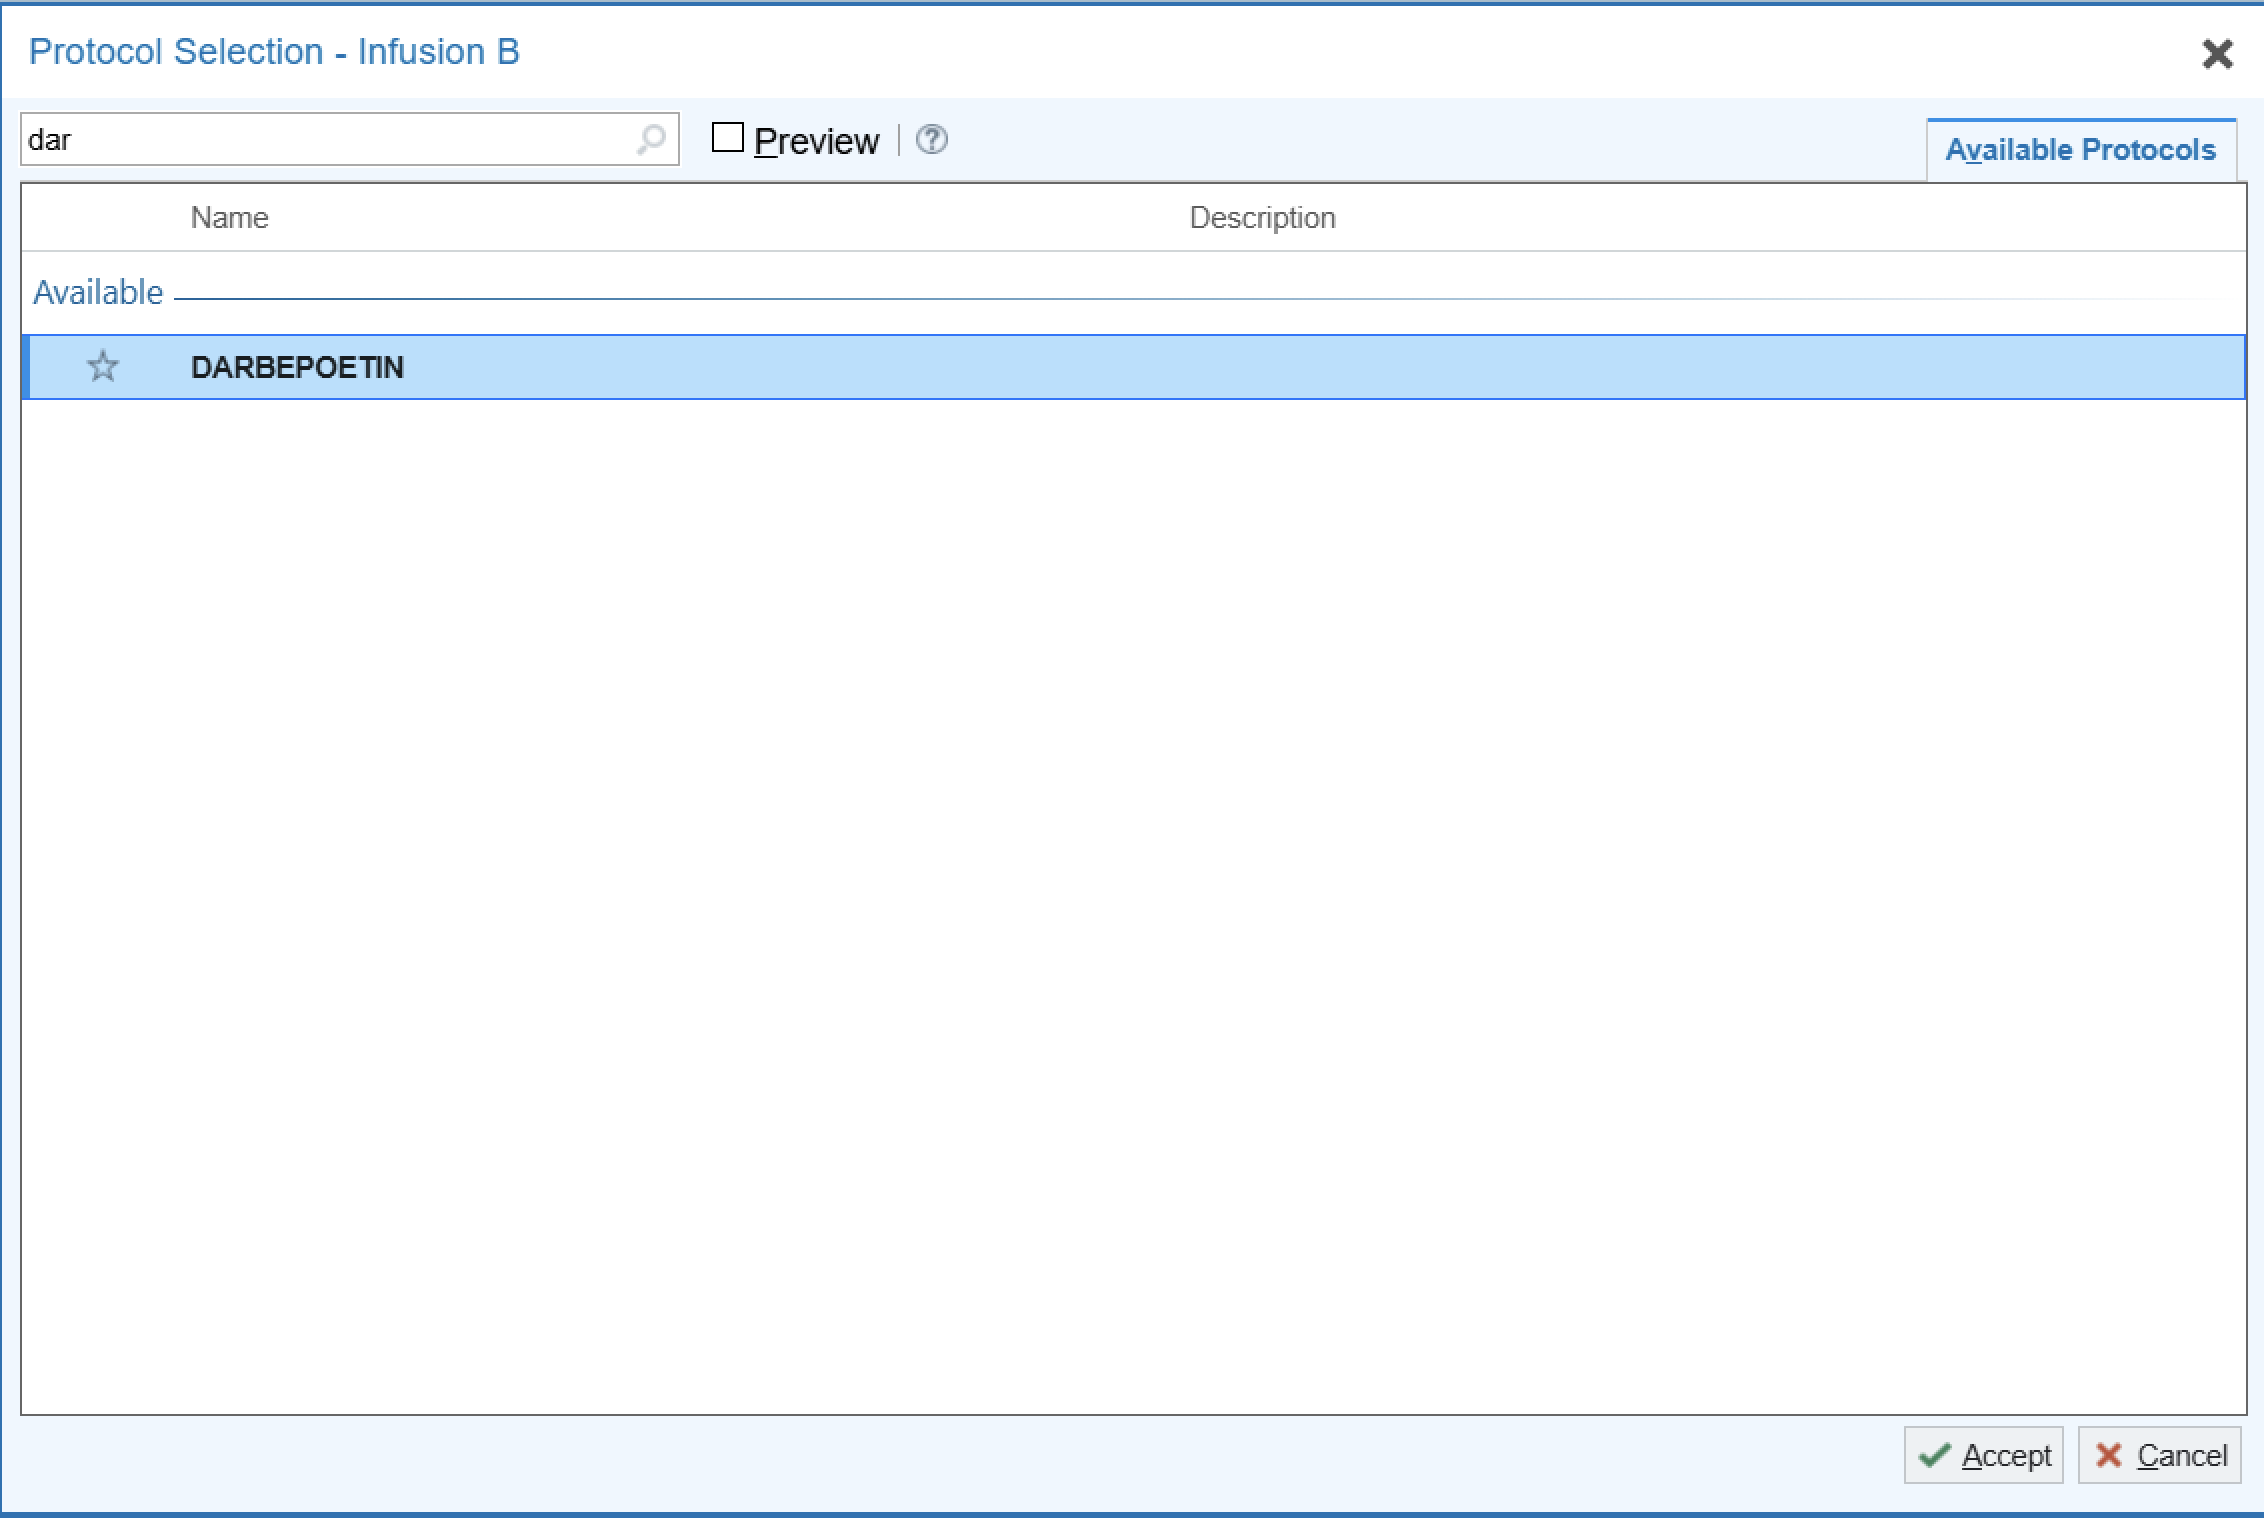 Protocol Selection - Infusion B
dar
Preview
Available Protocols
Name
Description
Available
DARBEPOETIN
Accept
Cancel